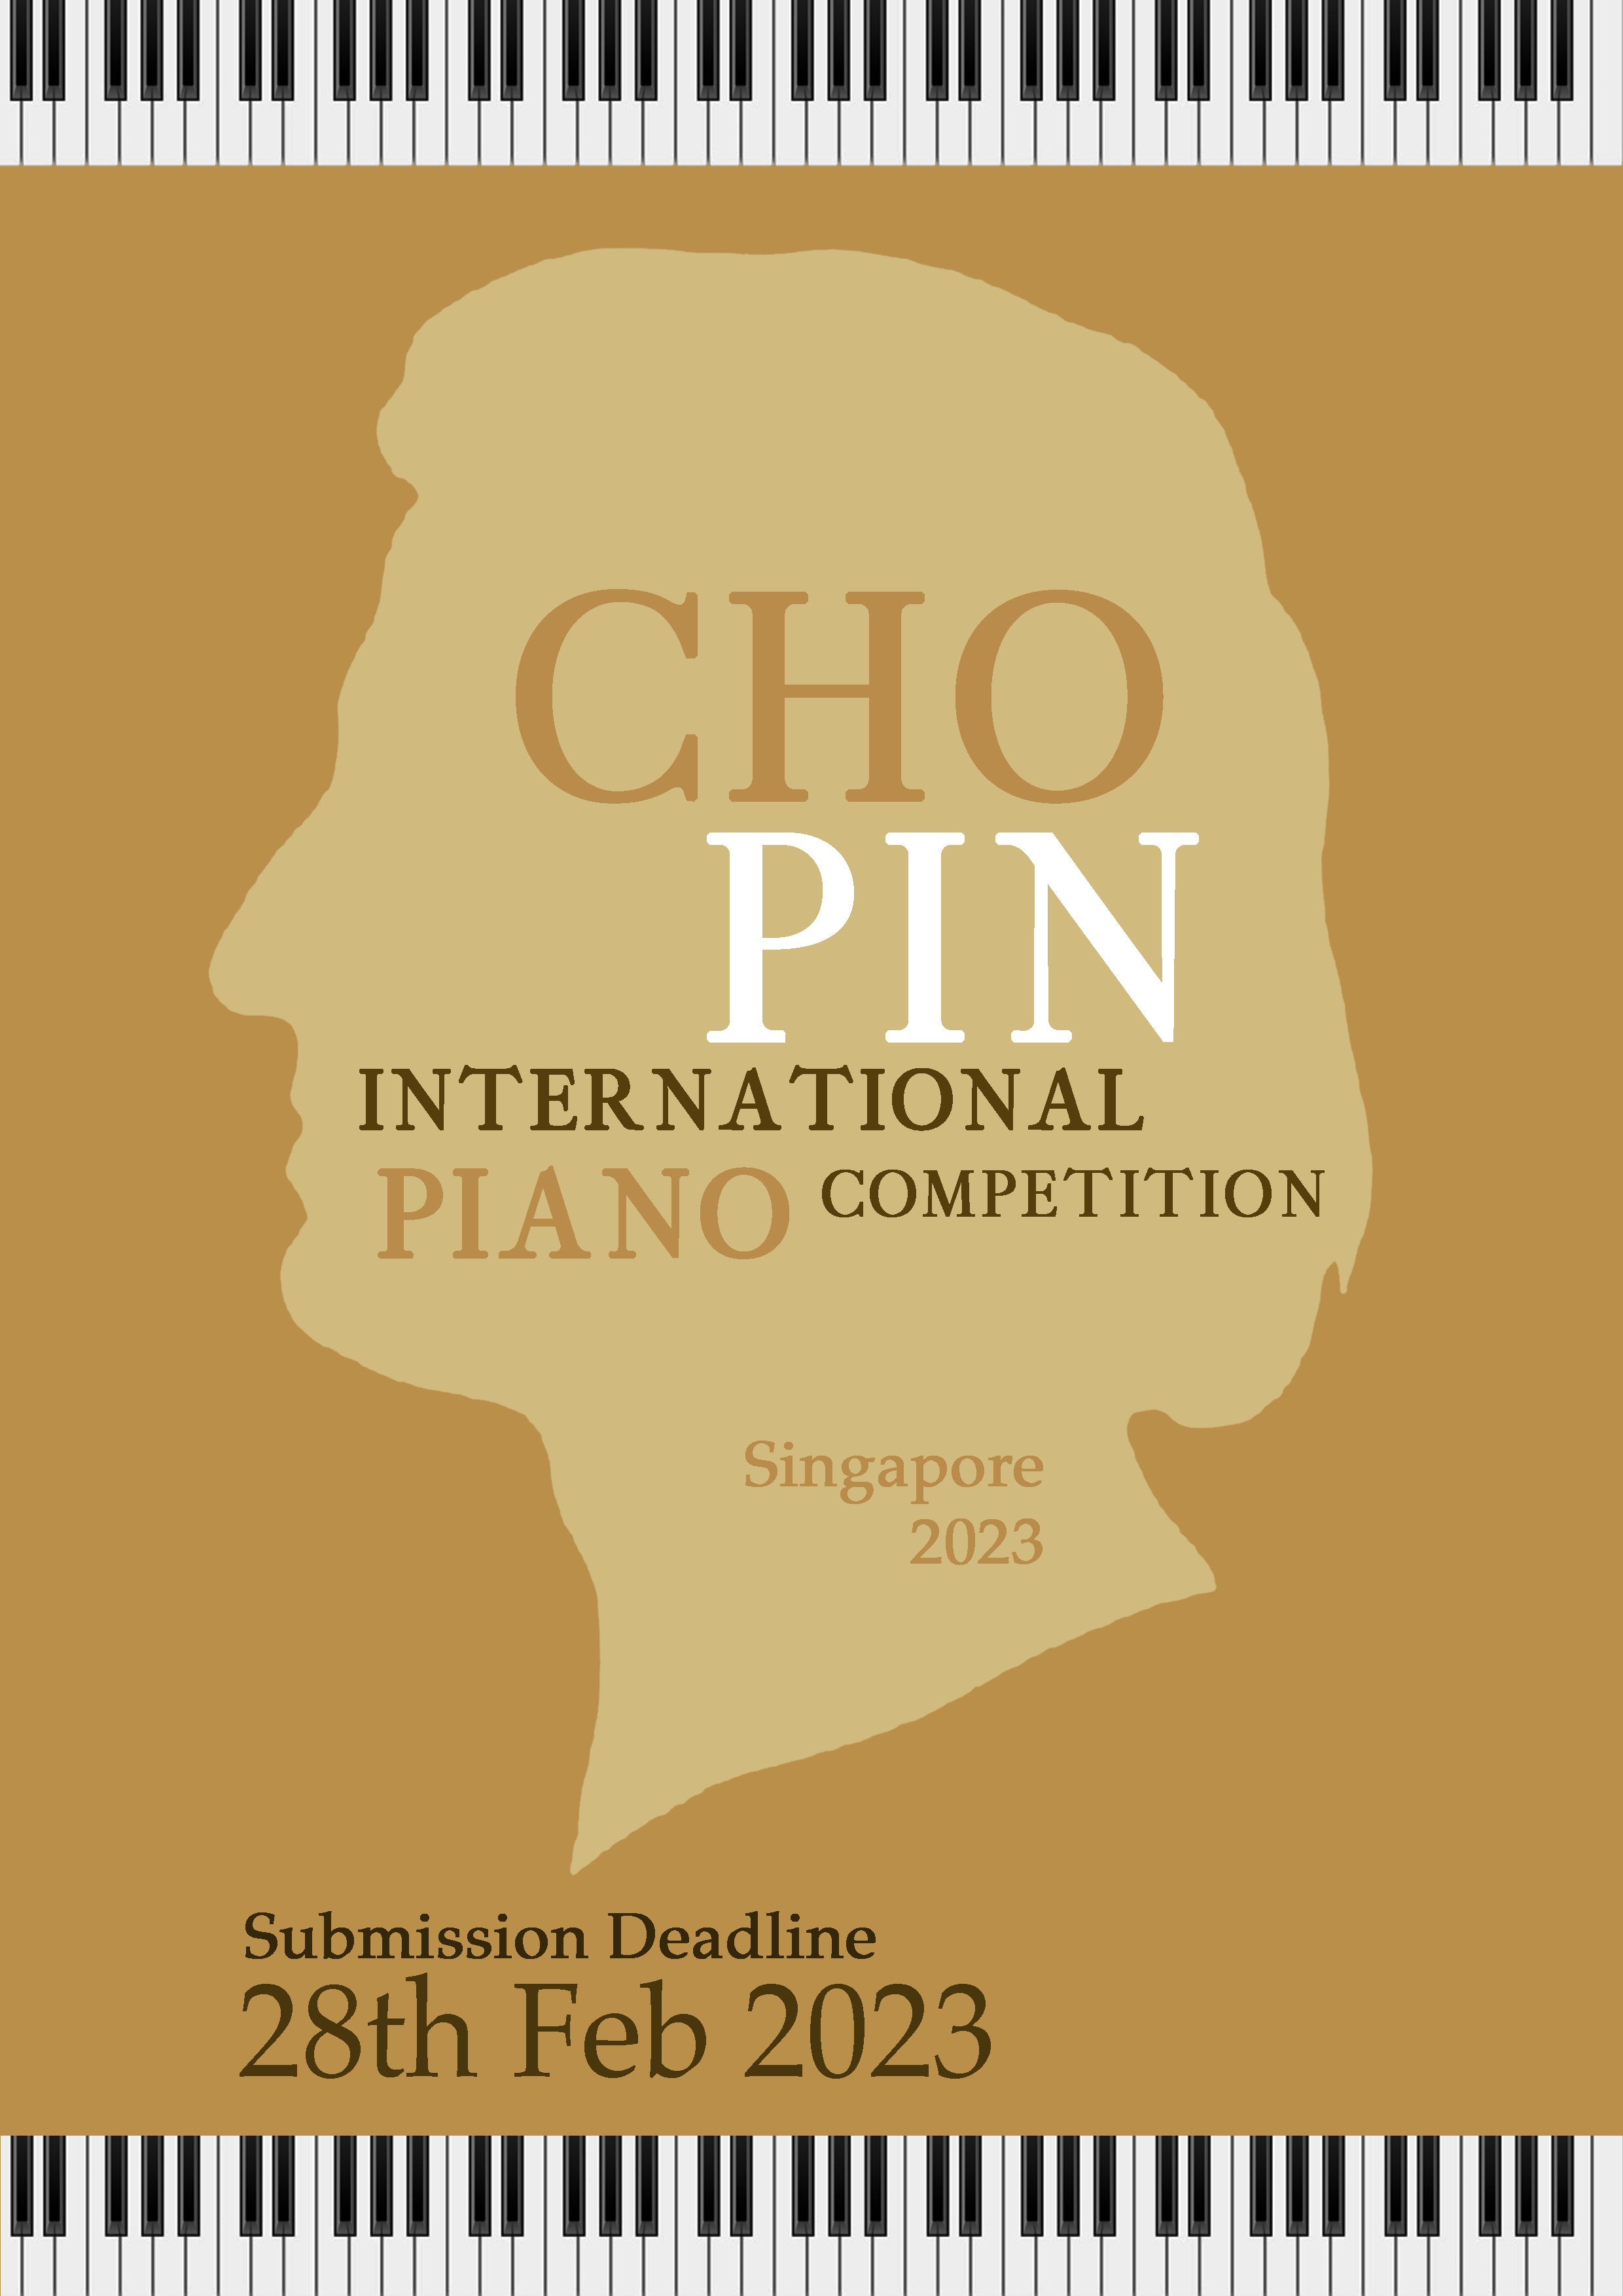 CHO
PIN
INTERNATIONAL
PIANO COMPETITION
Singapore
2023
Submission Deadline
28th Feb 2023